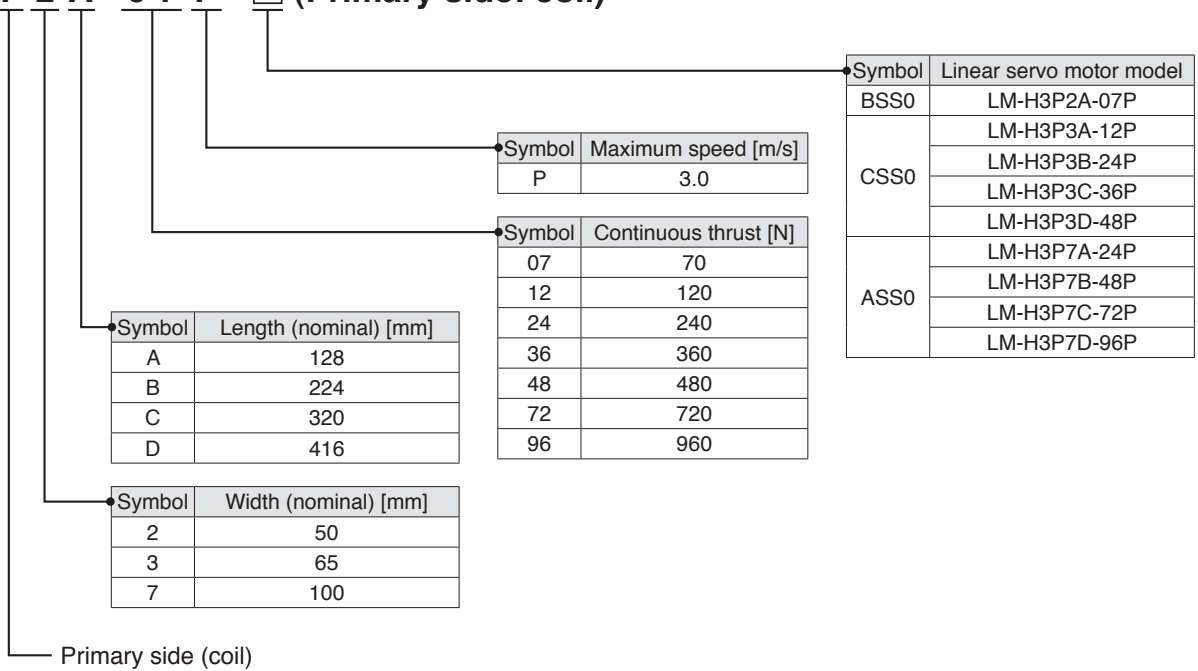 (Primary side: coil)
Symbol Linear servo motor model
BSS0 LM-H3P2A-07P
CSS0 LM-H3P3A-12P
LM-H3P3B-24P
LM-H3P3C-36P
LM-H3P3D-48P
ASS0 LM-H3P7A-24P
LM-H3P7B-48P
LM-H3P7C-72P
LM-H3P7D-96P
Symbol Maximum speed [m/s]
P 3.0
Symbol Continuous thrust [N]
07 70
12 120
24 240
36 360
48 480
72 720
96 960
Symbol Length (nominal) [mm]
A 128
B 224
C 320
D 416
Symbol Width (nominal) [mm]
2 50
3 65
7 100
Primary side (coil)